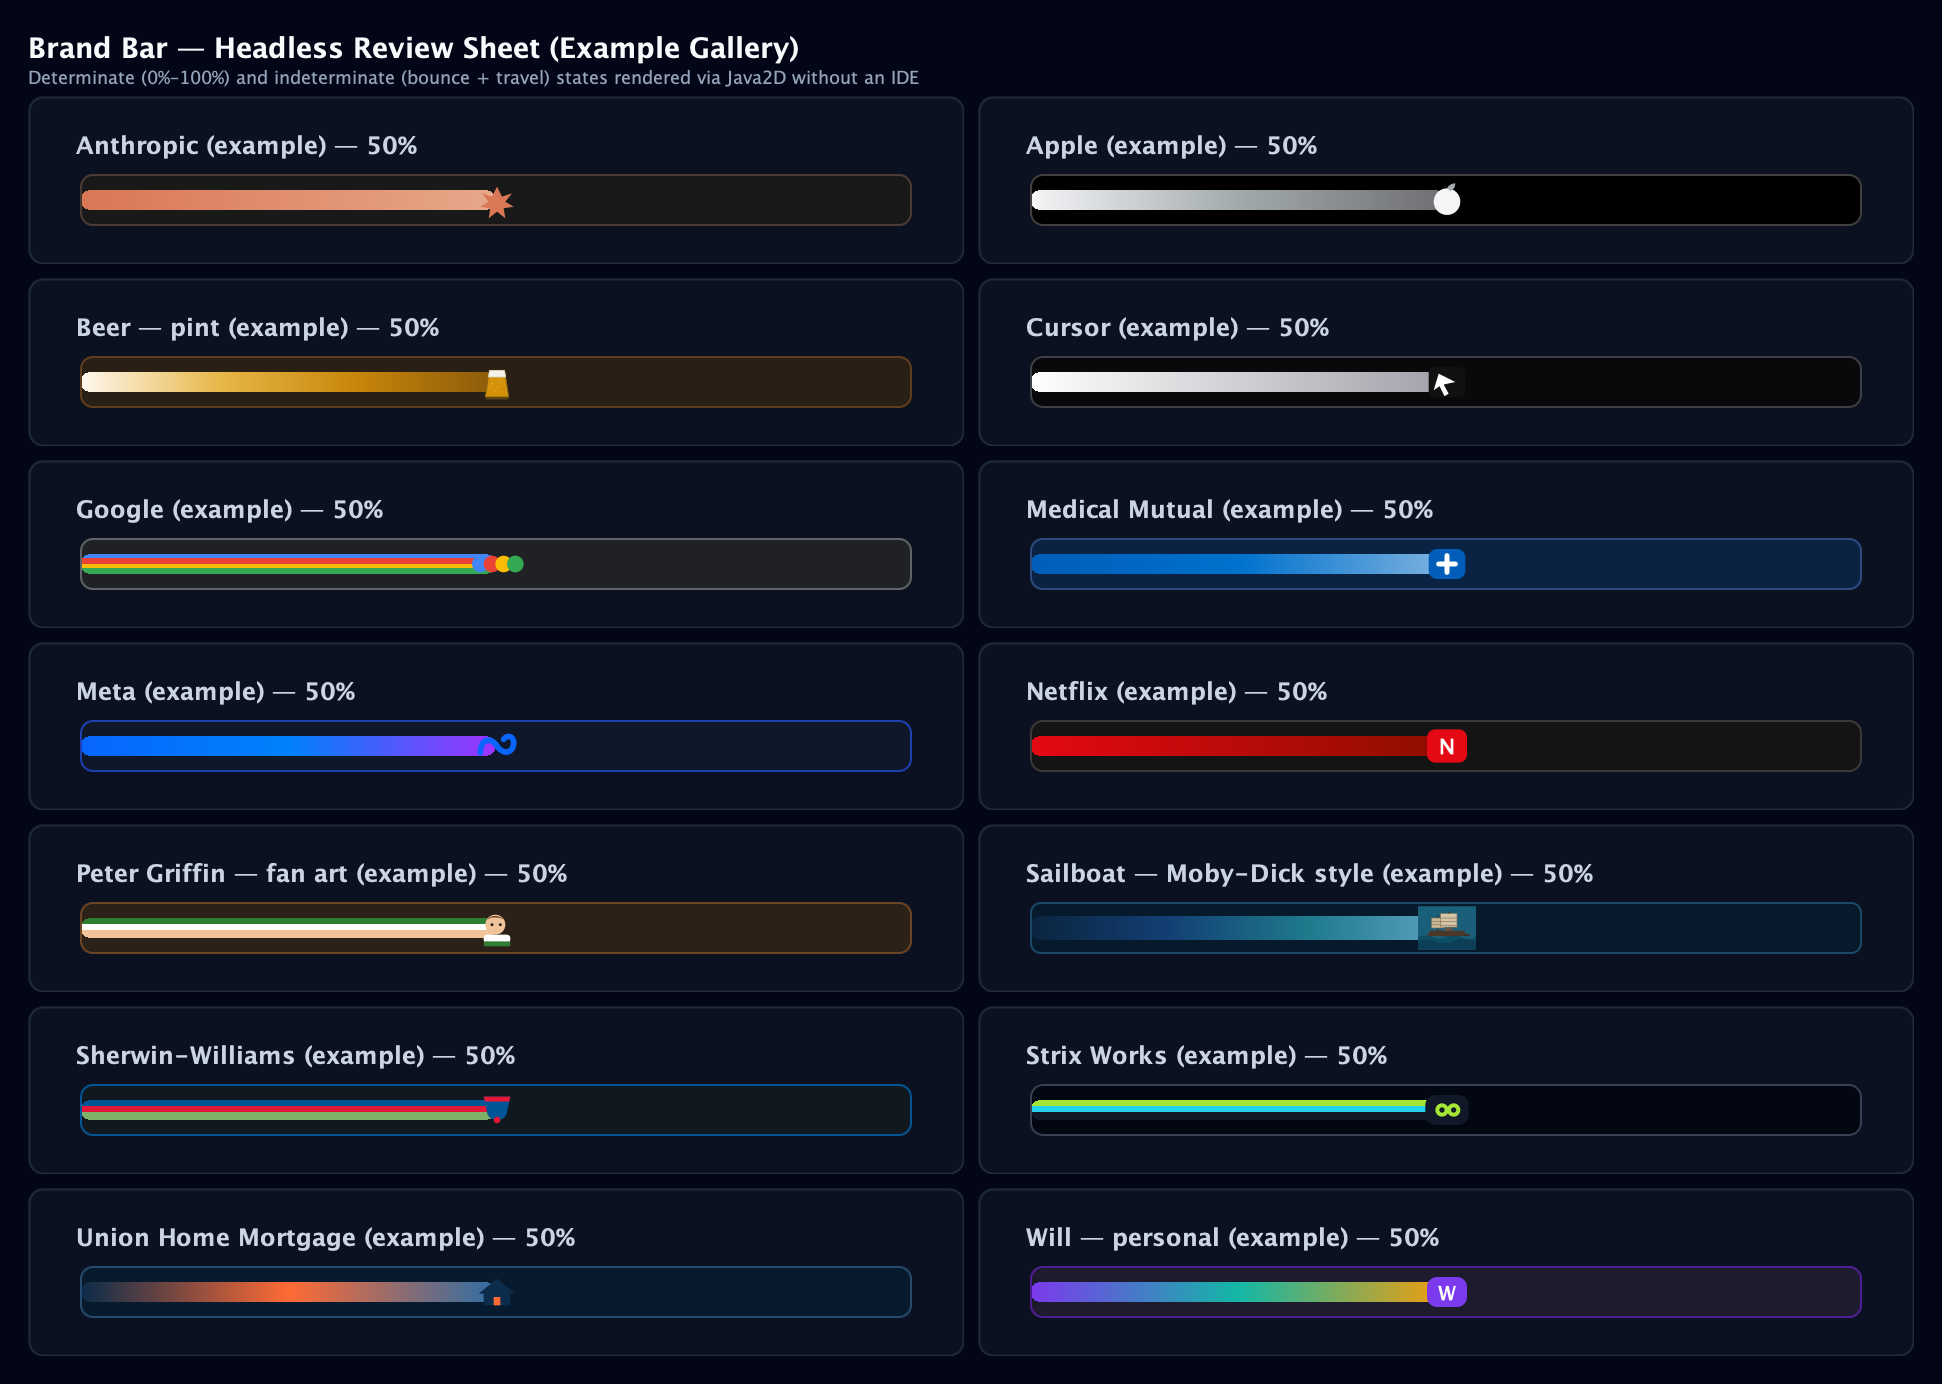 Brand Bar — Headless Review Sheet (Example Gallery)
Determinate (0%–100%) and indeterminate (bounce + travel) states rendered via Java2D without an IDE
Anthropic (example) — 50%
Apple (example) — 50%
Beer — pint (example) — 50%
Cursor (example) — 50%
Google (example) — 50%
Medical Mutual (example) — 50%
Meta (example) — 50%
Netflix (example) — 50%
N
Peter Griffin — fan art (example) — 50%
Sailboat — Moby-Dick style (example) — 50%
Sherwin-Williams (example) — 50%
Strix Works (example) — 50%
Union Home Mortgage (example) — 50%
Will — personal (example) — 50%
W